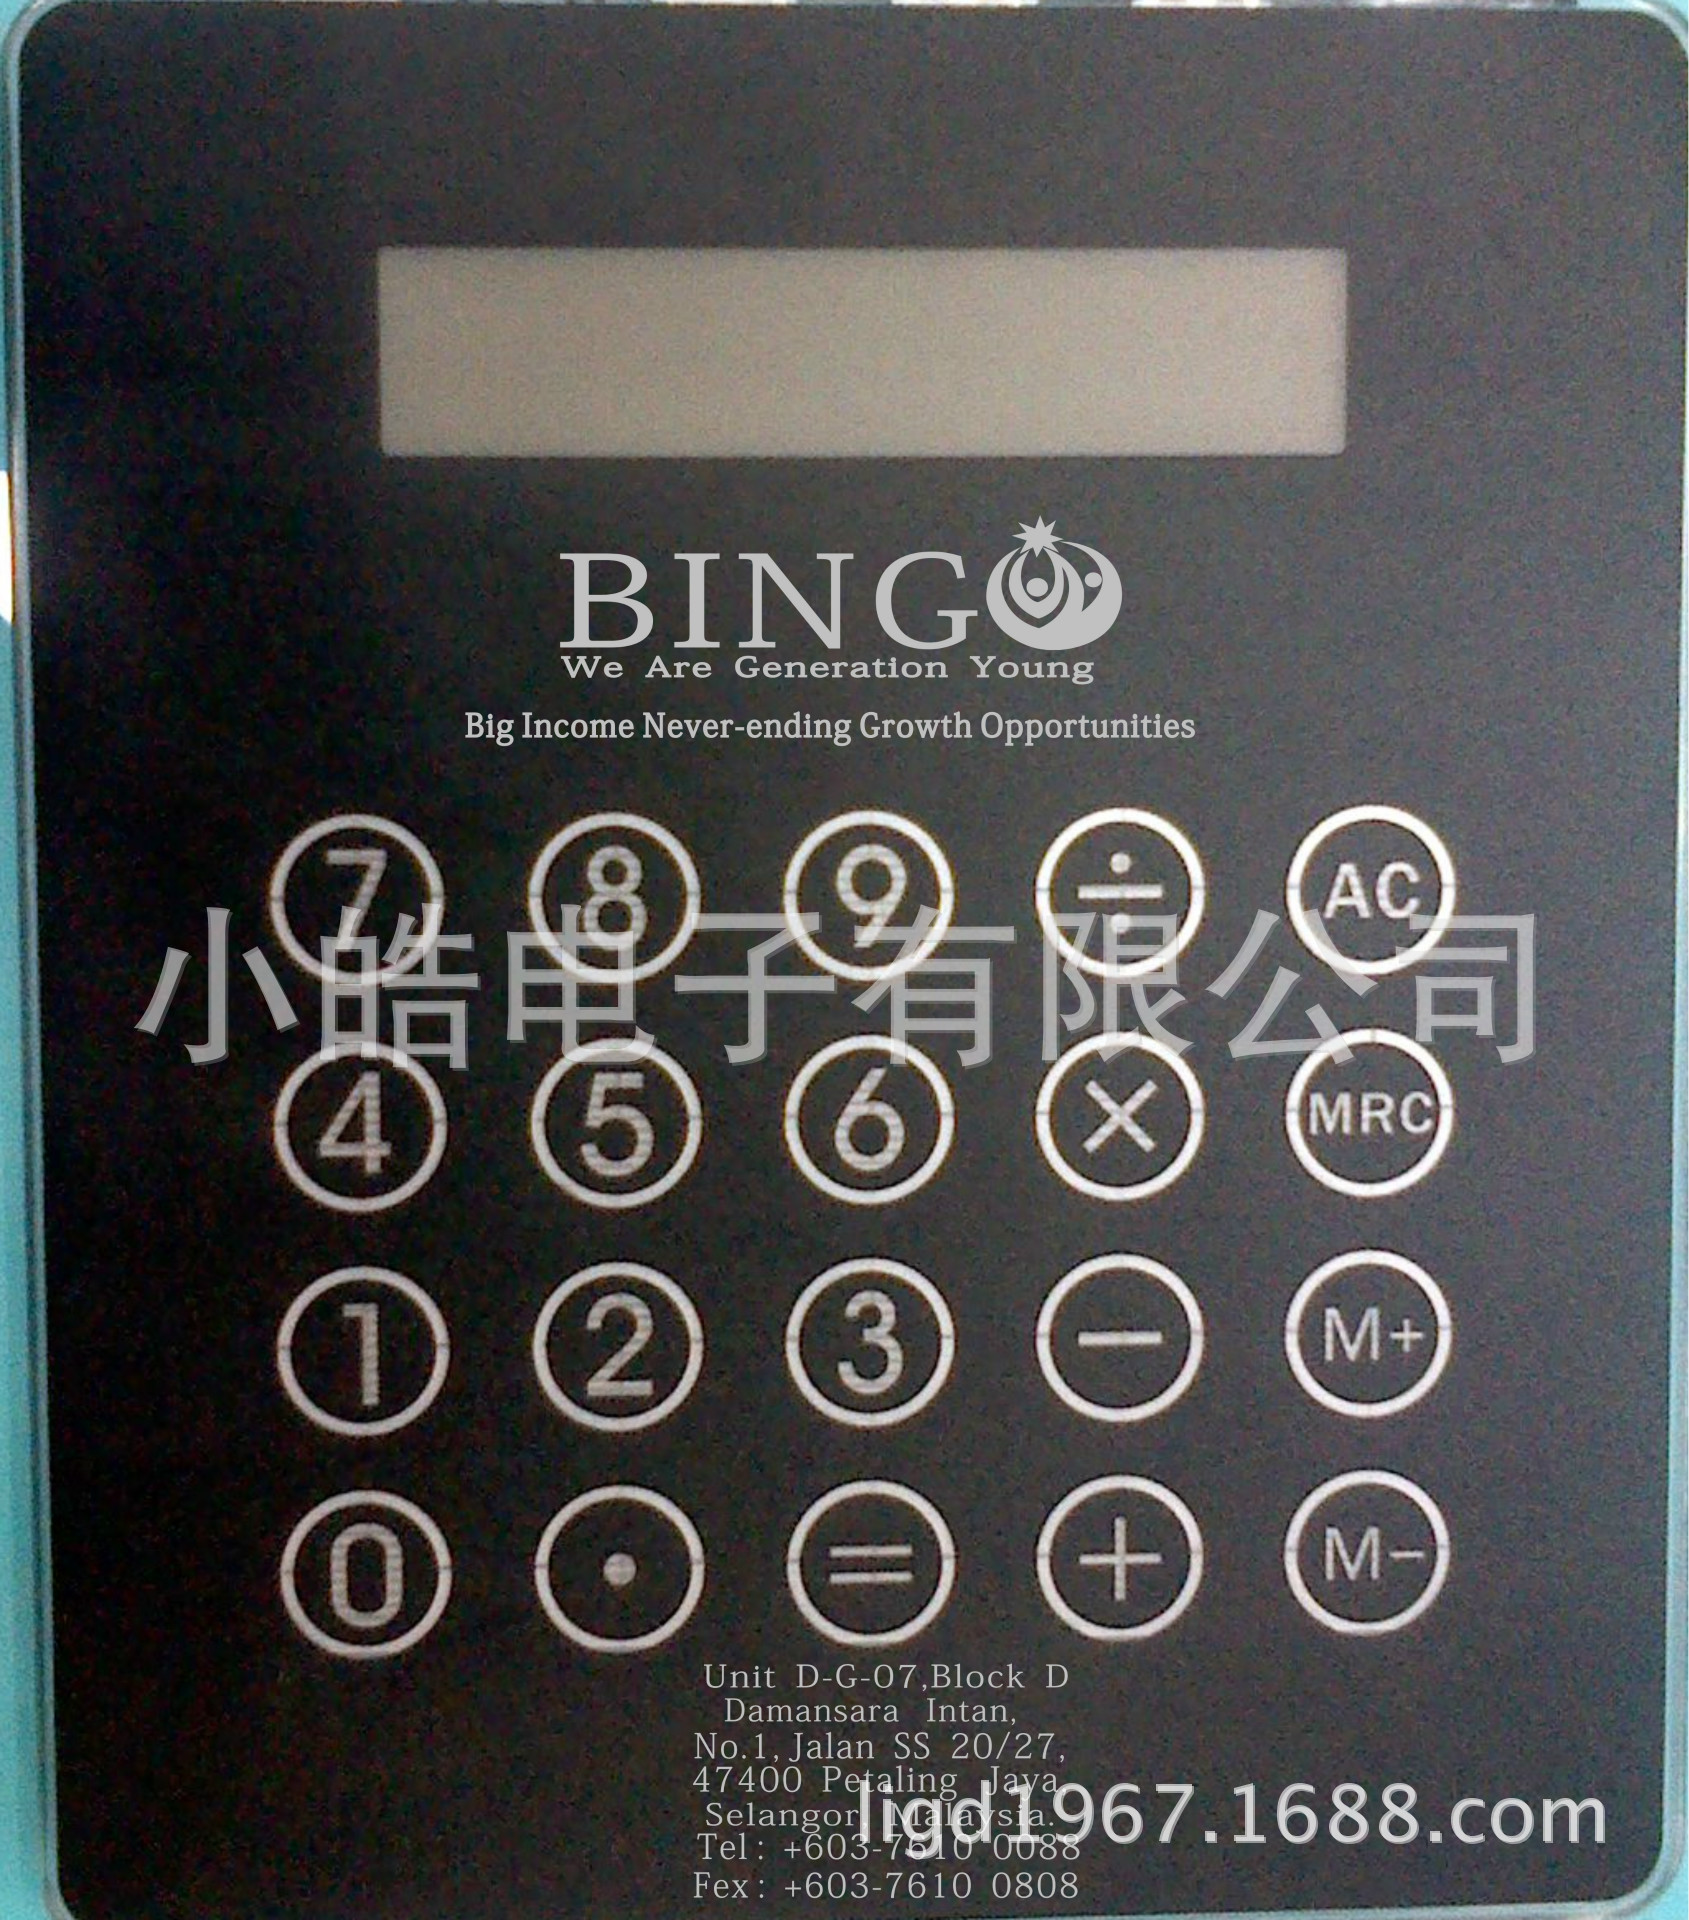 BINGO
We Are Generation Young
Big Income Never-ending Growth Opportunities
7 8 9 ÷ AC
小皓电子有限公司
4 5 6 × MRC
1 2 3 − M+
0 . = + M−
Unit D-G-07,Block D
Damansara Intan,
No.1, Jalan SS 20/27,
47400 Petaling Jaya
Selangor Malaysia.
ljgd1967.1688.com
Tel: +603-7610 0088
Fex: +603-7610 0808